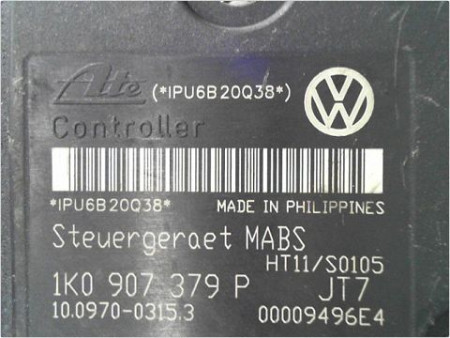 Ate (*IPU6B20Q38*)
Controller
*IPU6B20Q38* MADE IN PHILIPPINES
Steuergeraet MABS
HT11/S0105
1K0 907 379 P JT7
10.0970-0315.3 00009496E4